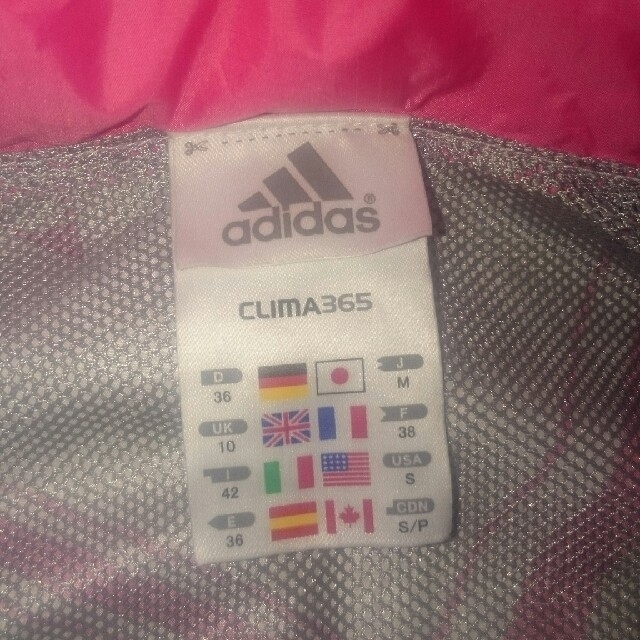 adidas®
CLIMA365
D J
36 M
UK F
10 38
I USA
42 S
E CDN
36 S/P